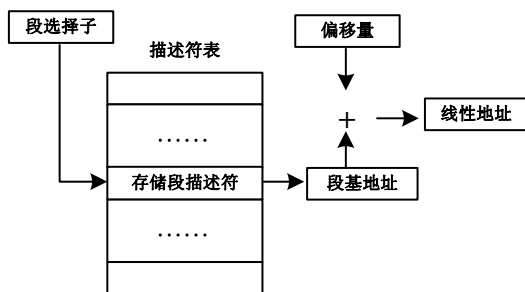 段选择子
偏移量
描述符表
线性地址
+
……
存储段描述符
段基地址
……